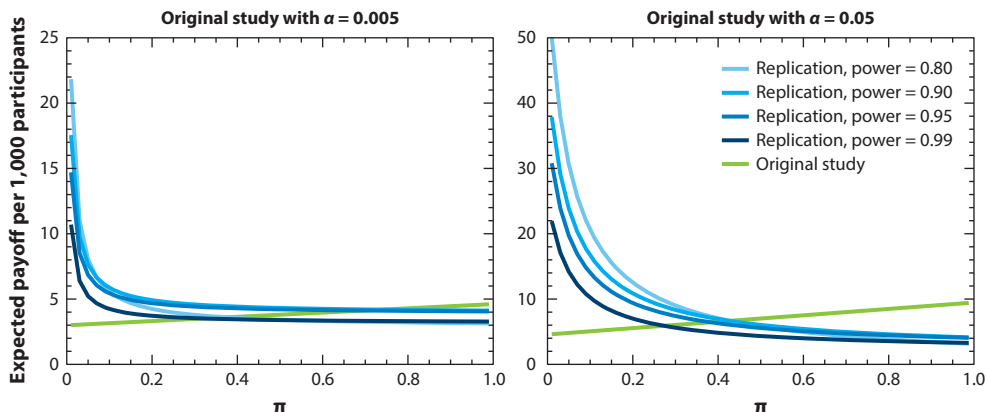 Original study with α = 0.005
Original study with α = 0.05
Expected payoff per 1,000 participants
25
20
15
10
5
0
0
0.2
0.4
0.6
0.8
1.0
π
50
40
30
20
10
0
0
0.2
0.4
0.6
0.8
1.0
π
Replication, power = 0.80
Replication, power = 0.90
Replication, power = 0.95
Replication, power = 0.99
Original study